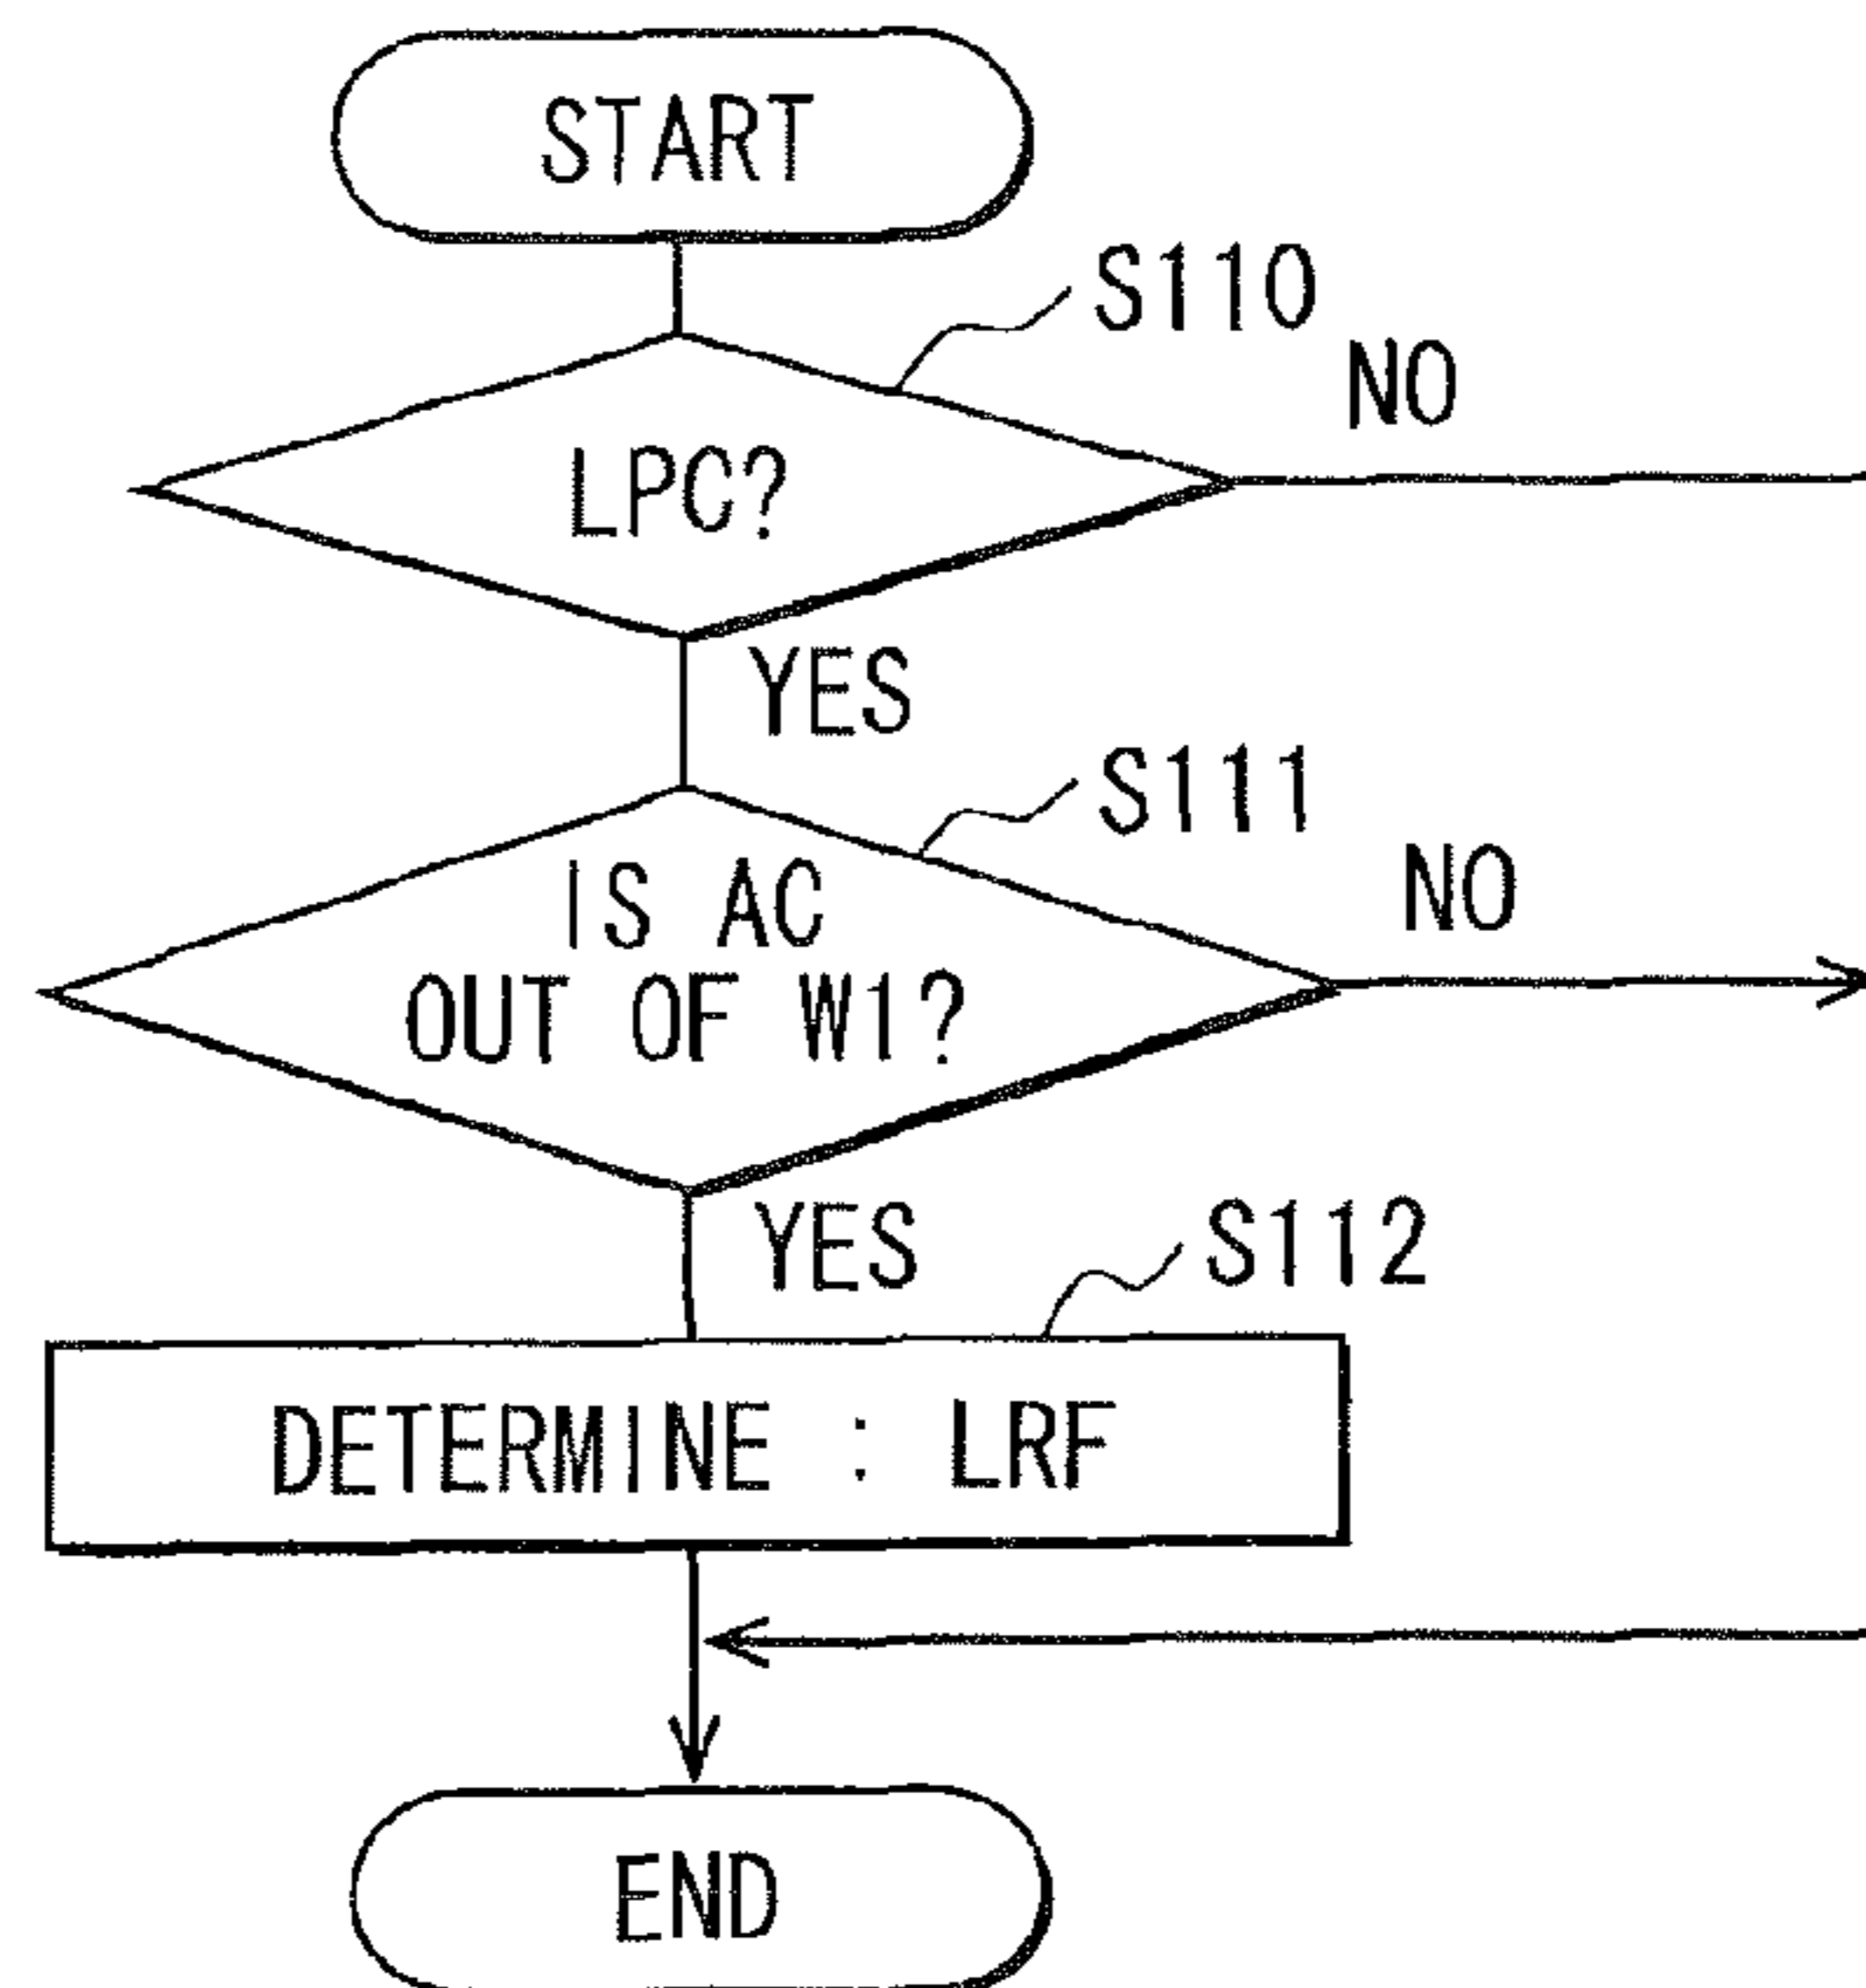 START
S110
NO
LPC?
YES
S111
NO
IS AC
OUT OF W1?
YES
S112
DETERMINE : LRF
END